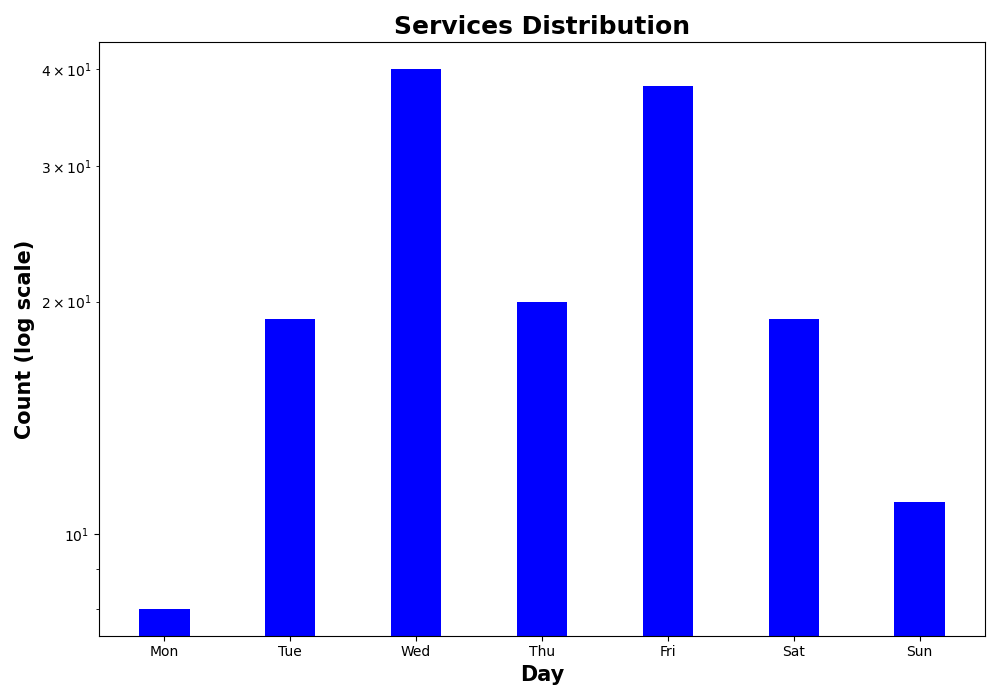 Services Distribution
Count (log scale)
4 × 10¹
3 × 10¹
2 × 10¹
10¹
Mon Tue Wed Thu Fri Sat Sun
Day